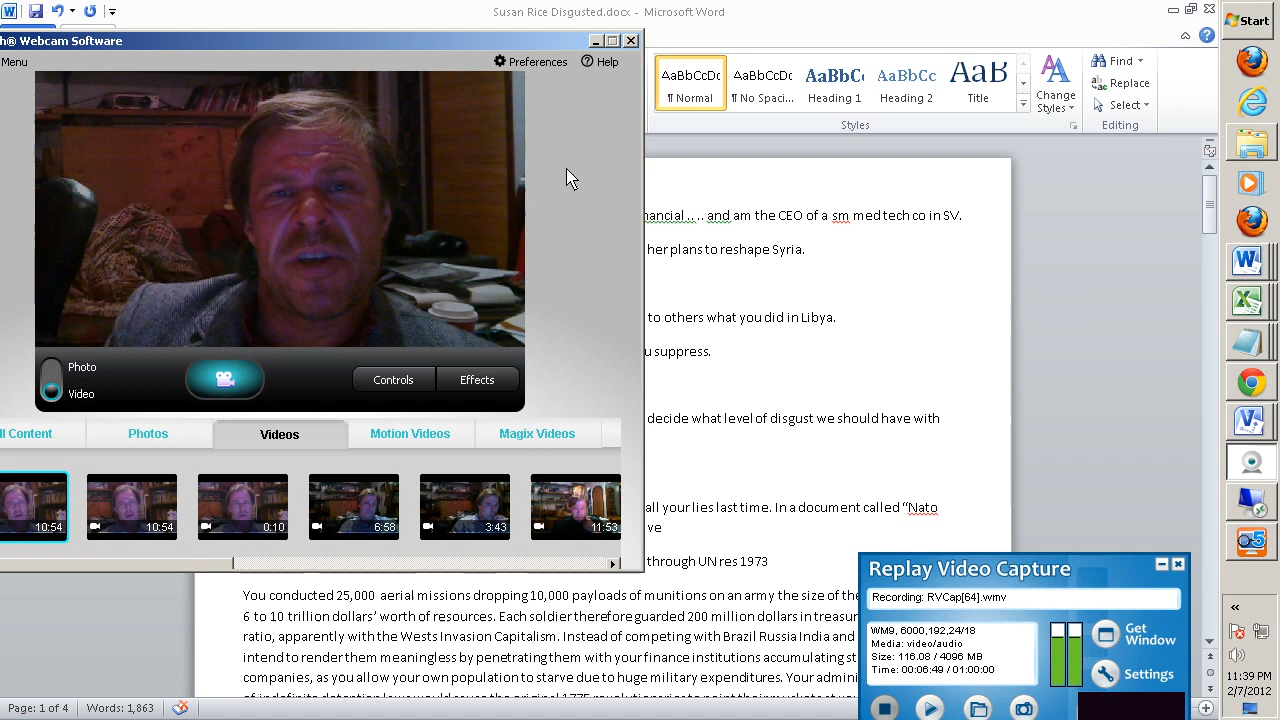 Susan Rice Disgusted.docx - Microsoft Word
Start
h® Webcam Software
Menu
Preferences
Help
AaBbCcDc
AaBbCcDc
AaBbCc
AaBbCc
AaB
¶ Normal
¶ No Spaci...
Heading 1
Heading 2
Title
Change
Styles
Find
Replace
Select
Styles
Editing
nancial .. .. and am the CEO of a sm med tech co in SV.
her plans to reshape Syria.
to others what you did in Libya.
u suppress.
decide what level of disgust we should have with
all your lies last time. In a document called “Nato
ve
through UN res 1973
Photo
Video
Controls
Effects
ll Content
Photos
Videos
Motion Videos
Magix Videos
10:54
10:54
0:10
6:58
3:43
11:53
You conducted 25,000 aerial missions dropping 10,000 payloads of munitions on an army the size of the
6 to 10 trillion dollars’ worth of resources. Each soldier therefore guarded 200 million dollars in treasur
ratio, apparently with the Wests Invasion Capitalism. Instead of competing with Brazil Russia India and
intend to render them meaningless by penetrating them with your finance institutions accumulating st
companies, as you allow your own population to starve due to huge military expenditures. Your admini
Replay Video Capture
Recording: RVCap[64].wmv
WM9, 6000,192,24/18
Media: video/audio
Size: 116.08 / 4096 MB
Time: 00:06:49 / 01:00:00
Get
Window
Settings
Page: 1 of 4
Words: 1,863
11:39 PM
2/7/2012